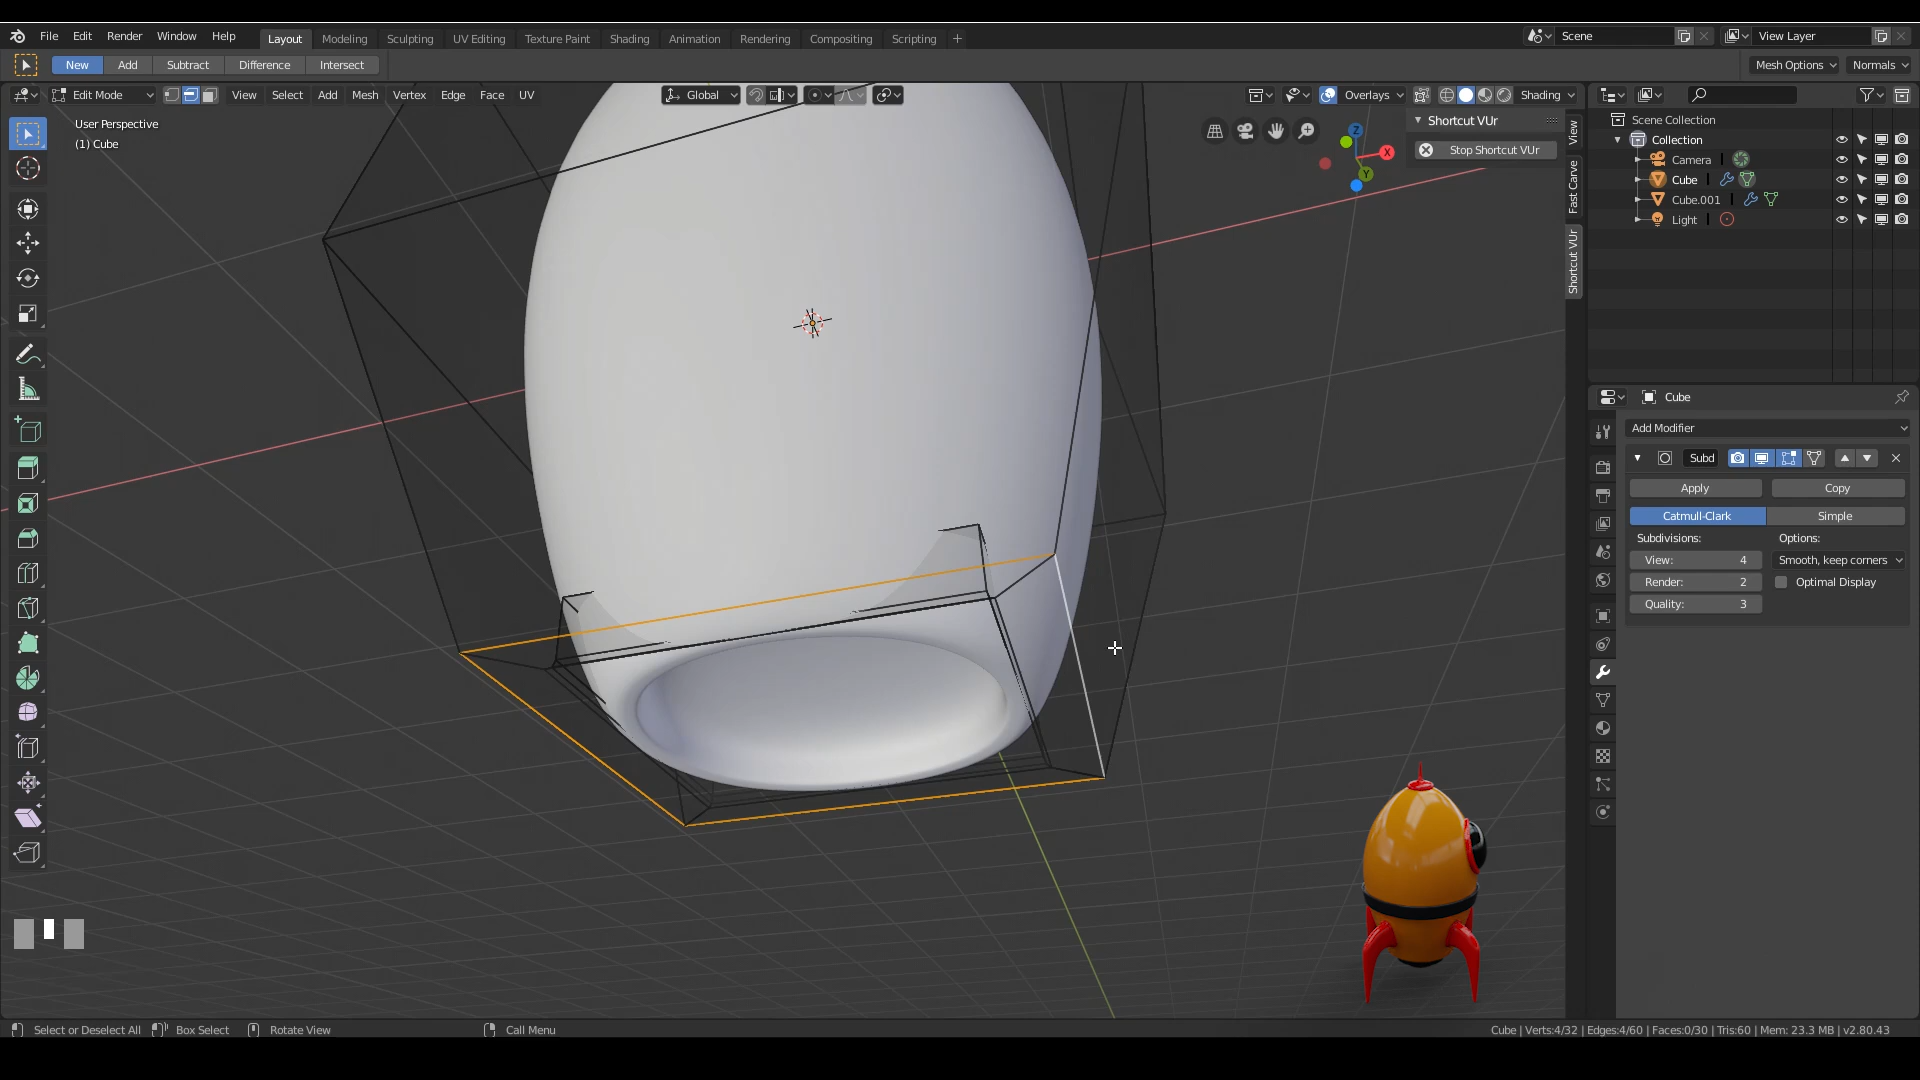 File Edit Render Window Help Layout Modeling Sculpting UV Editing Texture Paint Shading Animation Rendering Compositing Scripting + Scene View Layer
New Add Subtract Difference Intersect Mesh Options Normals
Edit Mode View Select Add Mesh Vertex Edge Face UV Global Overlays Shading
User Perspective
(1) Cube
Z
X
Y
Shortcut VUr
Stop Shortcut VUr
View
Fast Carve
Shortcut VUr
Scene Collection
Collection
Camera
Cube
Cube.001
Light
Cube
Add Modifier
Subd
Apply Copy
Catmull-Clark Simple
Subdivisions: Options:
View: 4 Smooth, keep corners
Render: 2 Optimal Display
Quality: 3
Select or Deselect All Box Select Rotate View Call Menu Cube | Verts:4/32 | Edges:4/60 | Faces:0/30 | Tris:60 | Mem: 23.3 MB | v2.80.43